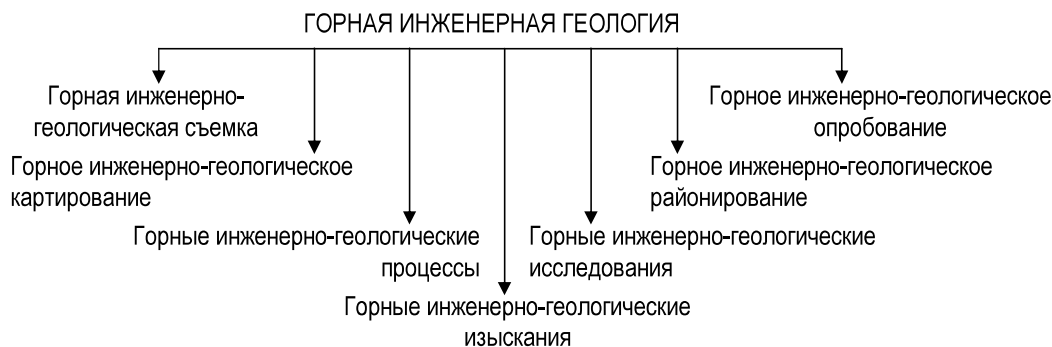 ГОРНАЯ ИНЖЕНЕРНАЯ ГЕОЛОГИЯ
Горная инженерно-
геологическая съемка
Горное инженерно-геологическое
картирование
Горные инженерно-геологические
процессы
Горные инженерно-геологические
изыскания
Горные инженерно-геологические
исследования
Горное инженерно-геологическое
районирование
Горное инженерно-геологическое
опробование